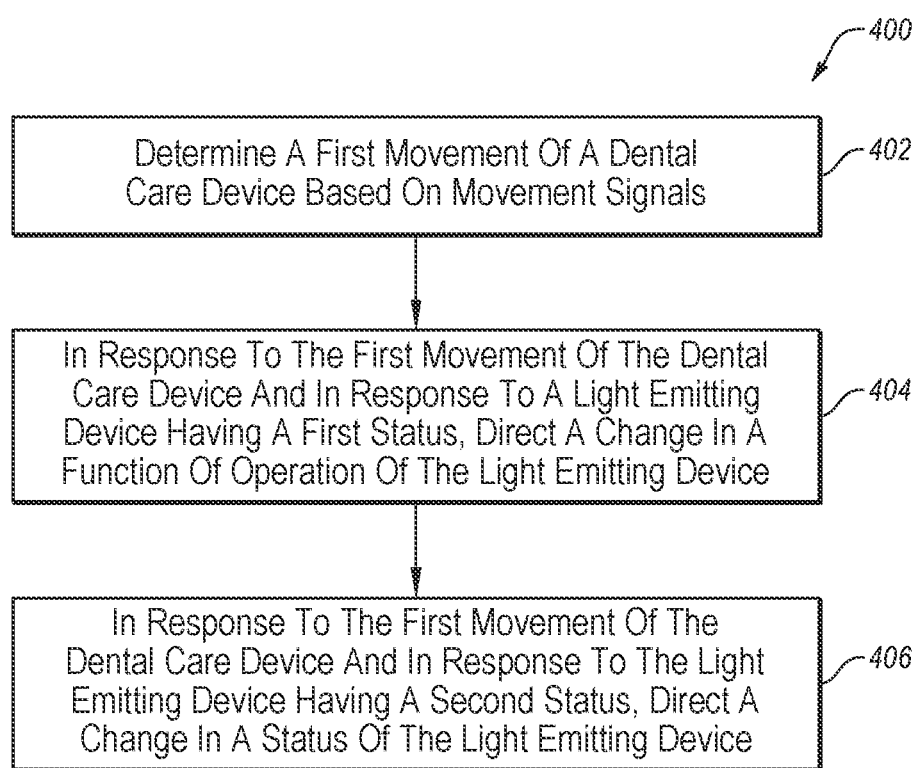 400
Determine A First Movement Of A Dental
Care Device Based On Movement Signals
402
In Response To The First Movement Of The Dental
Care Device And In Response To A Light Emitting
Device Having A First Status, Direct A Change In A
Function Of Operation Of The Light Emitting Device
404
In Response To The First Movement Of The
Dental Care Device And In Response To The Light
Emitting Device Having A Second Status, Direct A
Change In A Status Of The Light Emitting Device
406